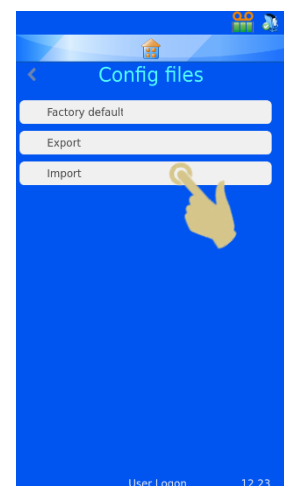 Config files
Factory default
Export
Import
User Logon 12.23